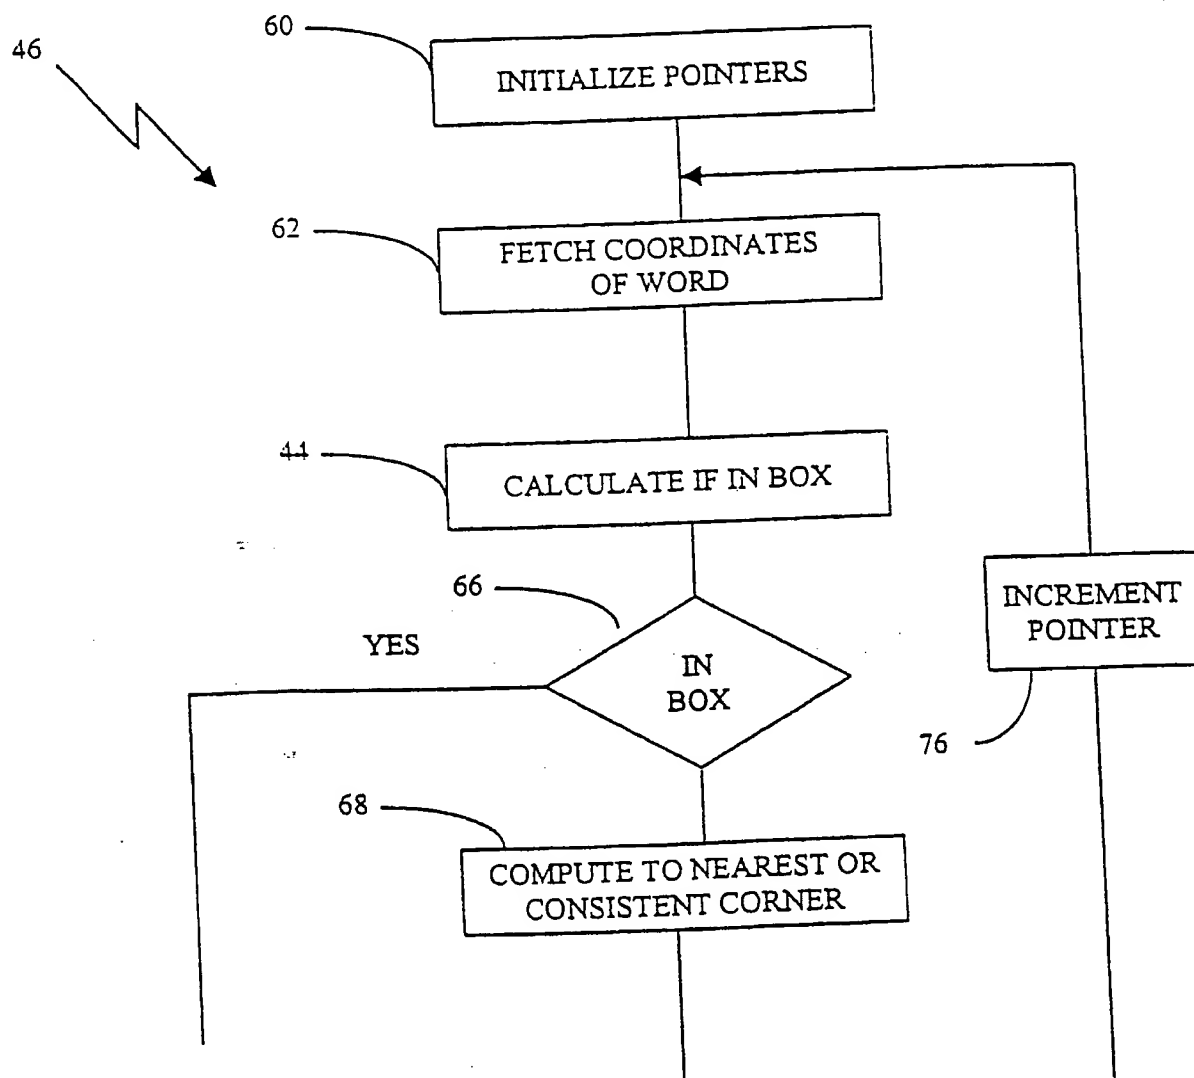 60
46
INITIALIZE POINTERS
62
FETCH COORDINATES
OF WORD
44
CALCULATE IF IN BOX
66
INCREMENT
POINTER
YES
IN
BOX
76
68
COMPUTE TO NEAREST OR
CONSISTENT CORNER